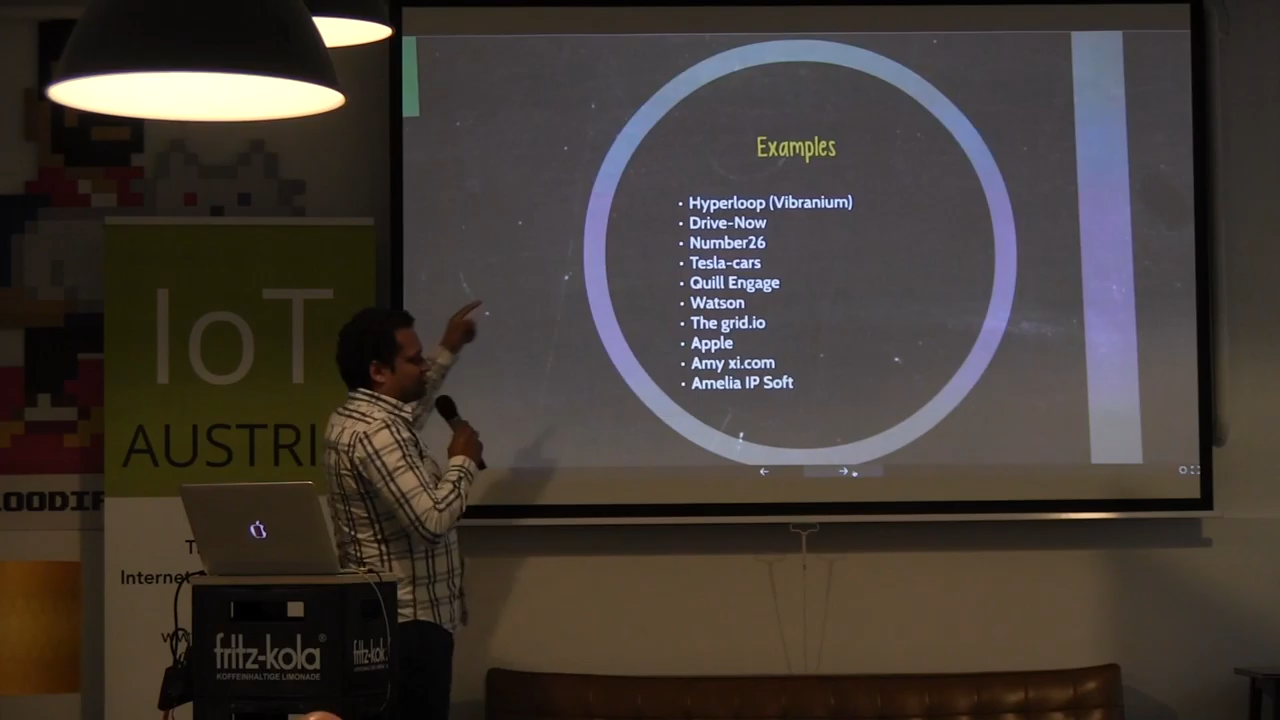 Examples
• Hyperloop (Vibranium)
• Drive-Now
• Number26
• Tesla-cars
• Quill Engage
• Watson
• The grid.io
• Apple
• Amy xi.com
• Amelia IP Soft
IoT
AUSTRI
Internet
fritz-kola®
KOFFEINHALTIGE LIMONADE
fritz-kola